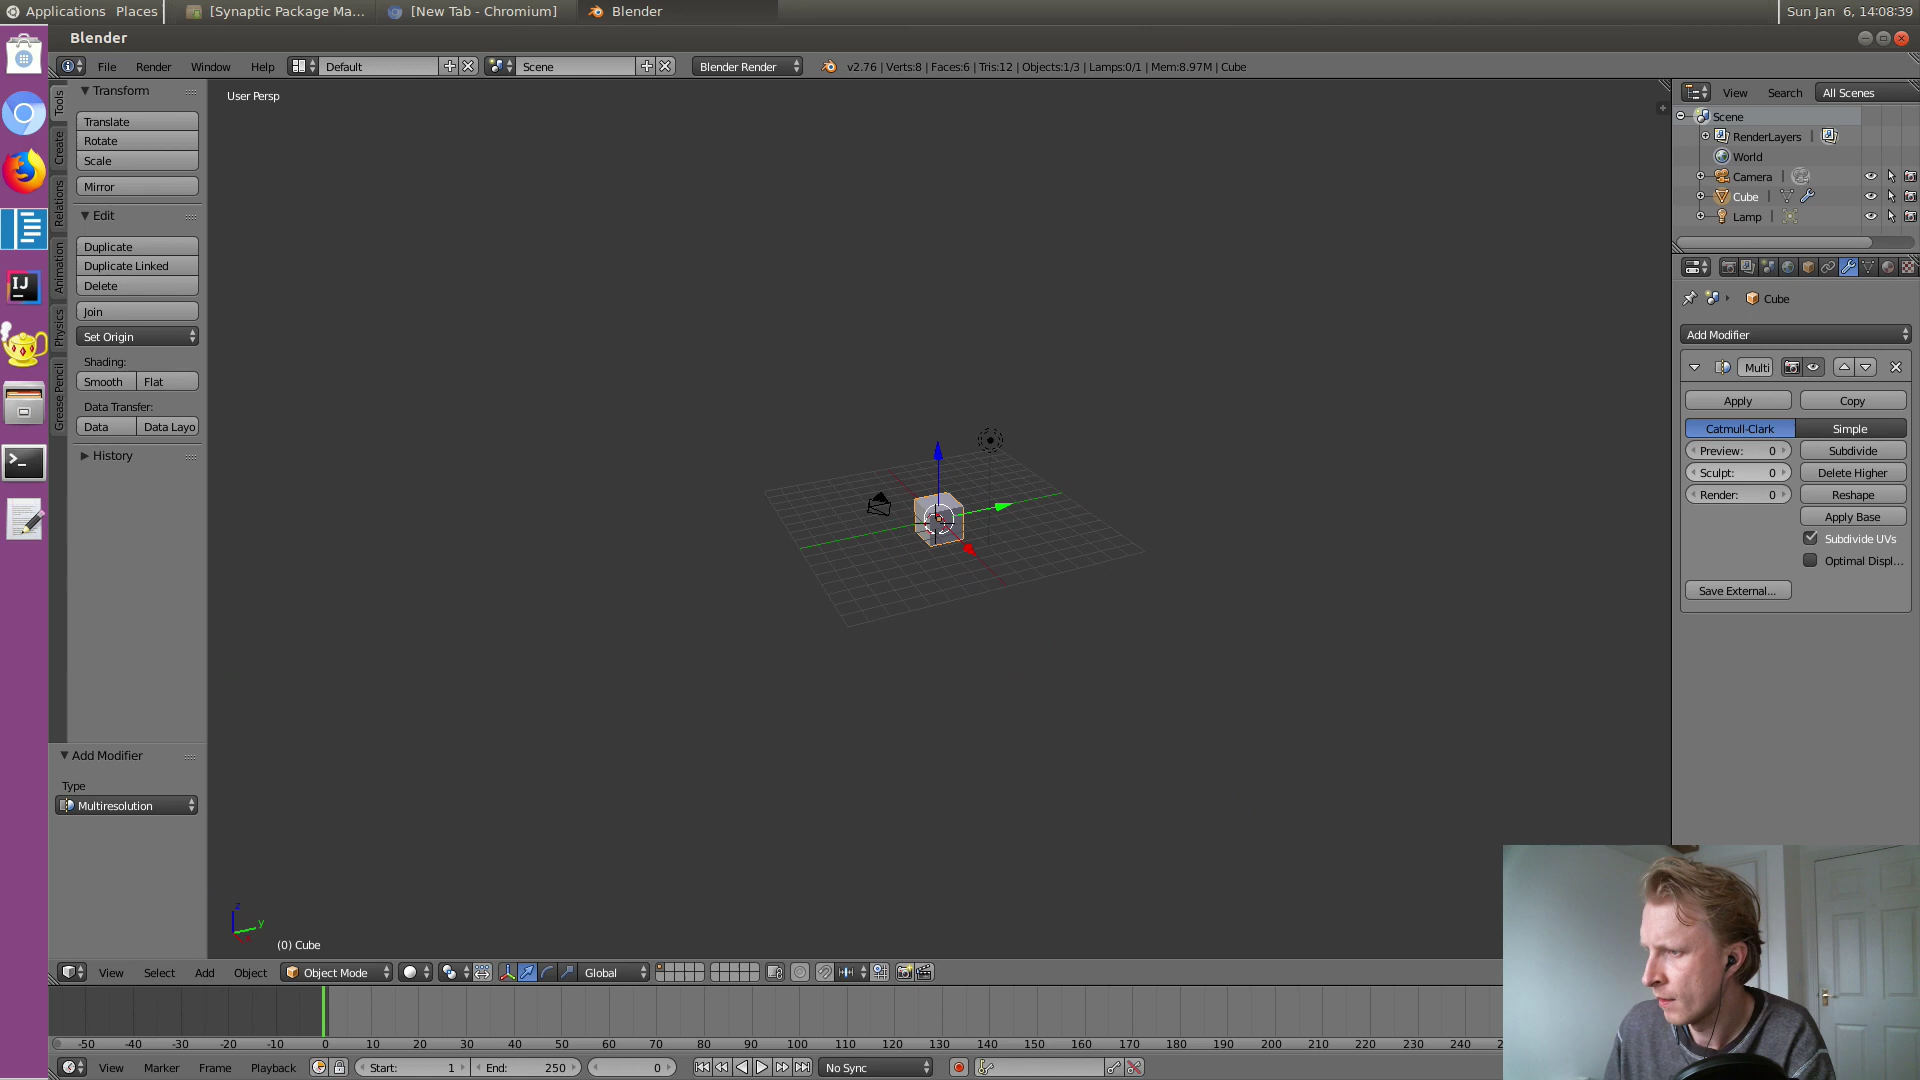 Applications Places [Synaptic Package Ma... [New Tab - Chromium] Blender Sun Jan 6, 14:08:39
Blender
File Render Window Help Default Scene Blender Render v2.76 | Verts:8 | Faces:6 | Tris:12 | Objects:1/3 | Lamps:0/1 | Mem:8.97M | Cube
Tools
Create
Relations
Animation
Physics
Grease Pencil
Transform
Translate
Rotate
Scale
Mirror
Edit
Duplicate
Duplicate Linked
Delete
Join
Set Origin
Shading:
Smooth Flat
Data Transfer:
Data Data Layo
History
Add Modifier
Type
Multiresolution
User Persp
z
y
(0) Cube
View Search All Scenes
Scene
RenderLayers
World
Camera
Cube
Lamp
Cube
Add Modifier
Multi
Apply Copy
Catmull-Clark Simple
Preview: 0 Subdivide
Sculpt: 0 Delete Higher
Render: 0 Reshape
Apply Base
Subdivide UVs
Optimal Displ...
Save External...
IJ
View Select Add Object Object Mode Global
-50 -40 -30 -20 -10 0 10 20 30 40 50 60 70 80 90 100 110 120 130 140 150 160 170 180 190 200 210 220 230 240
View Marker Frame Playback Start: 1 End: 250 0 No Sync